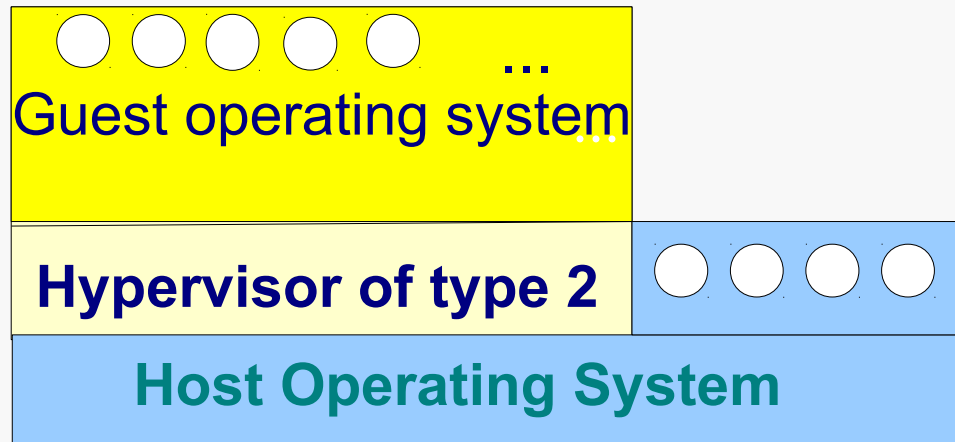 ...
Guest operating system
...
Hypervisor of type 2
Host Operating System